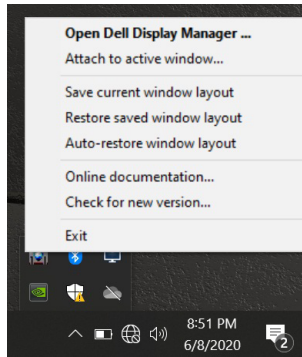 Open Dell Display Manager ...
Attach to active window...
Save current window layout
Restore saved window layout
Auto-restore window layout
Online documentation...
Check for new version...
Exit
8:51 PM
6/8/2020
2